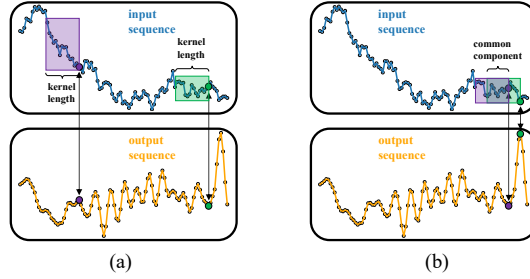 input
sequence
kernel
length
kernel
length
output
sequence
(a)
input
sequence
common
component
output
sequence
(b)